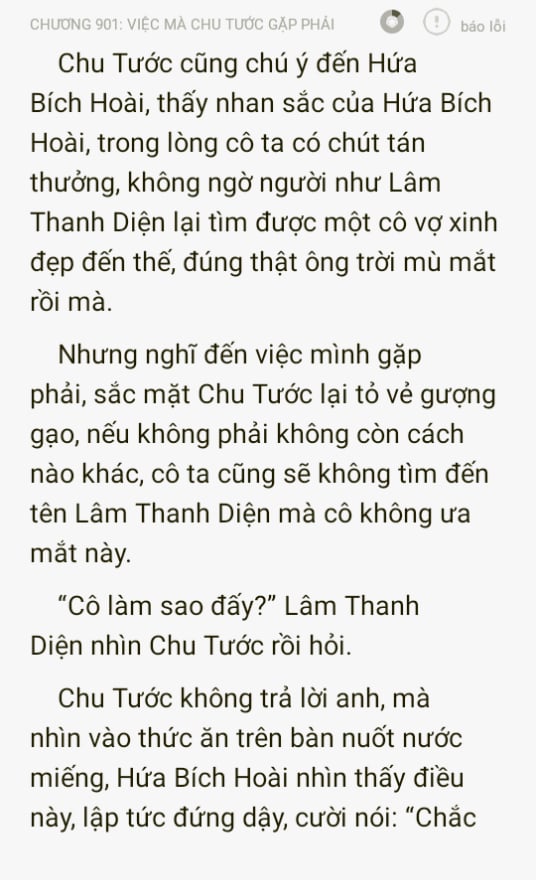 CHƯƠNG 901: VIỆC MÀ CHU TƯỚC GẶP PHẢI
báo lỗi
Chu Tước cũng chú ý đến Hứa
Bích Hoài, thấy nhan sắc của Hứa Bích
Hoài, trong lòng cô ta có chút tán
thưởng, không ngờ người như Lâm
Thanh Diện lại tìm được một cô vợ xinh
đẹp đến thế, đúng thật ông trời mù mắt
rồi mà.
Nhưng nghĩ đến việc mình gặp
phải, sắc mặt Chu Tước lại tỏ vẻ gượng
gạo, nếu không phải không còn cách
nào khác, cô ta cũng sẽ không tìm đến
tên Lâm Thanh Diện mà cô không ưa
mắt này.
“Cô làm sao đấy?” Lâm Thanh
Diện nhìn Chu Tước rồi hỏi.
Chu Tước không trả lời anh, mà
nhìn vào thức ăn trên bàn nuốt nước
miếng, Hứa Bích Hoài nhìn thấy điều
này, lập tức đứng dậy, cười nói: “Chắc